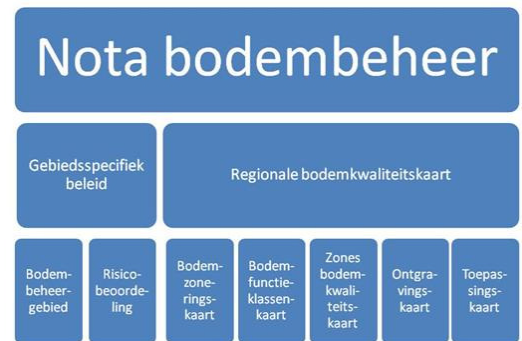 Nota bodembeheer
Gebiedsspecifiek
beleid
Regionale bodemkwaliteitskaart
Bodem-
beheer-
gebied
Risico-
beoorde-
ling
Bodem-
zone-
rings-
kaart
Bodem-
functie-
klassen-
kaart
Zones
bodem-
kwali-
teits-
kaart
Ontgra-
vings-
kaart
Toepas-
sings-
kaart